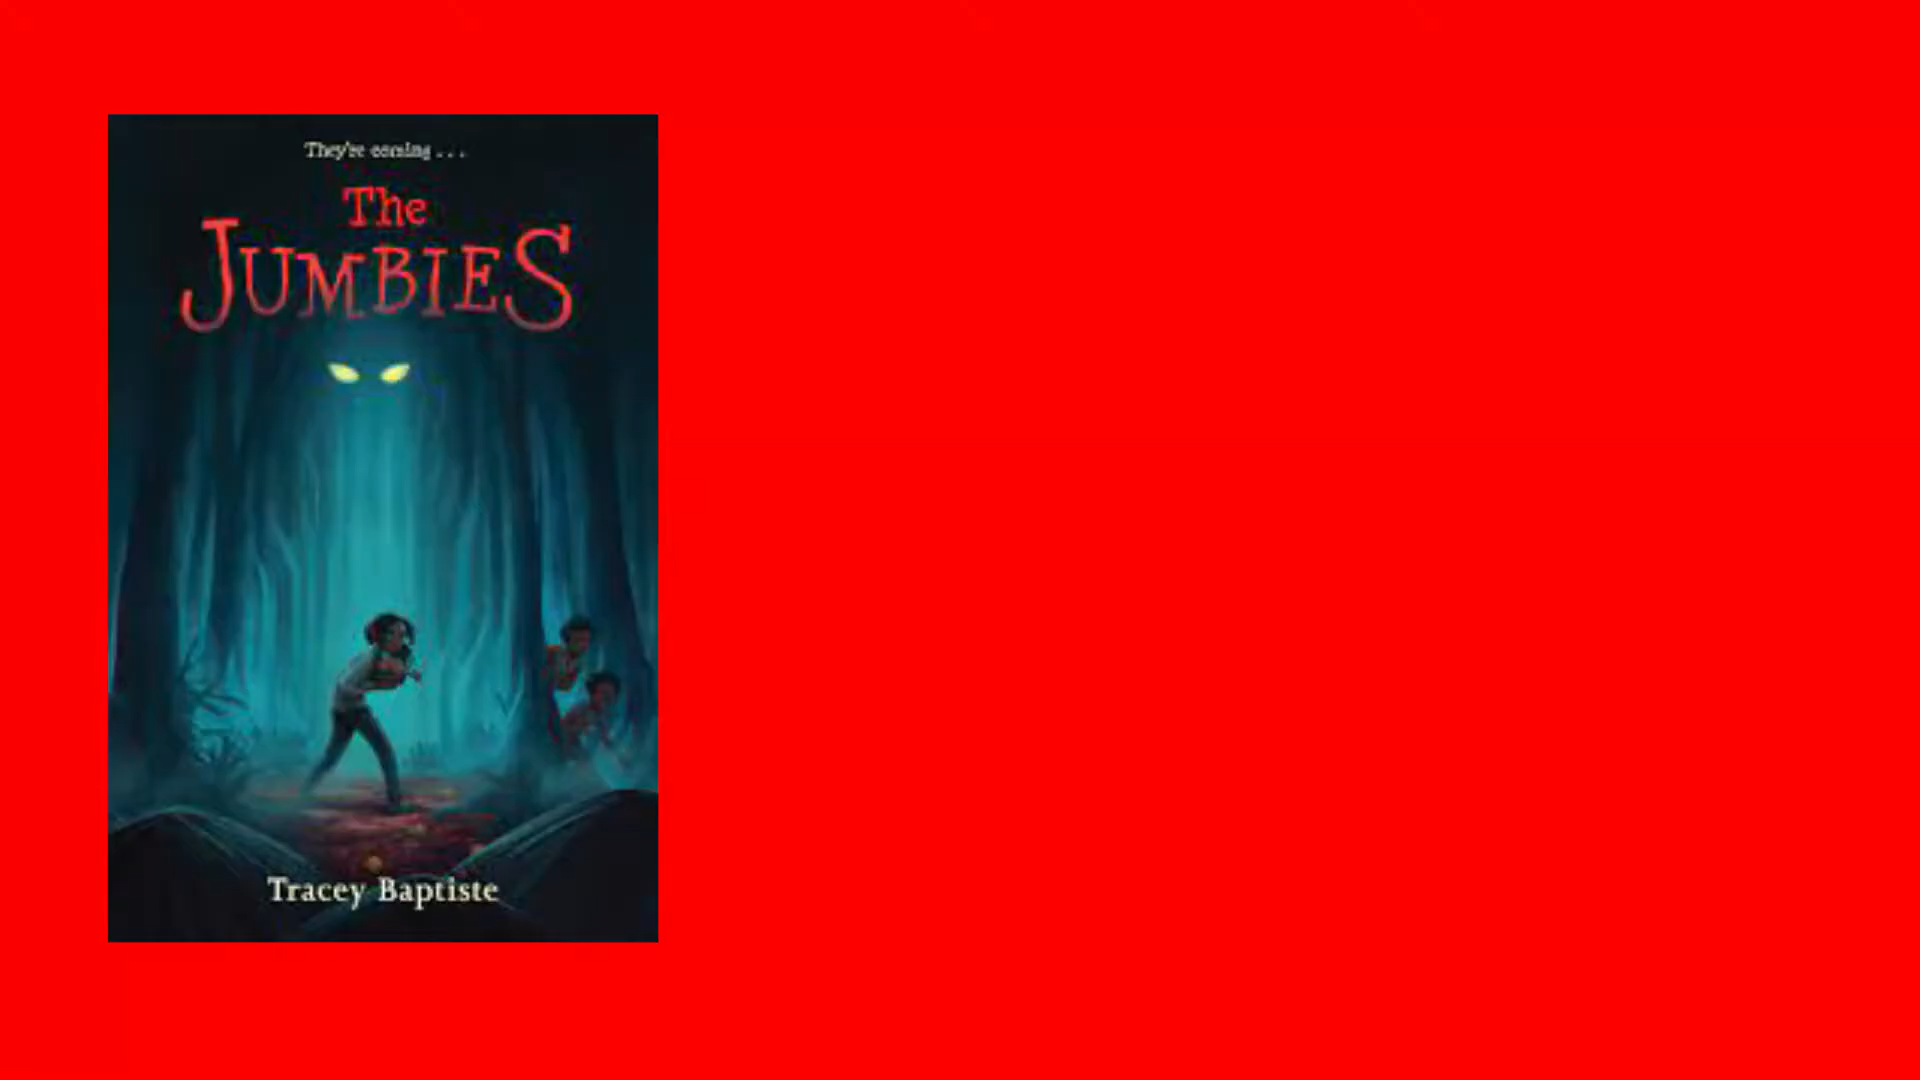 They're coming . . .
The
JUMBIES
Tracey Baptiste